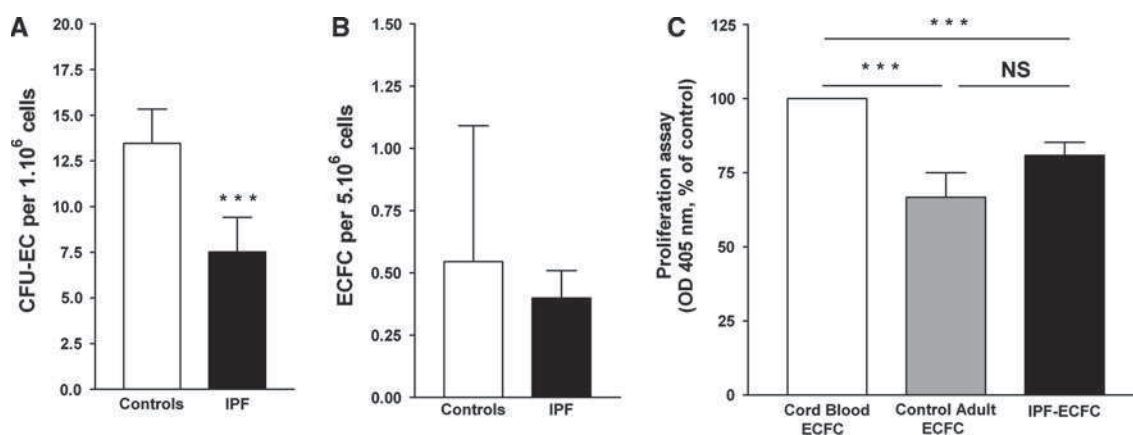 A
CFU-EC per 1.10⁶ cells
20.0
17.5
15.0
12.5
10.0
7.5
5.0
2.5
0.0
***
Controls IPF
B
ECFC per 5.10⁶ cells
1.50
1.25
1.00
0.75
0.50
0.25
0.00
Controls IPF
C
Proliferation assay
(OD 405 nm, % of control)
125
100
75
50
25
0
***
*** NS
Cord Blood ECFC
Control Adult ECFC
IPF-ECFC